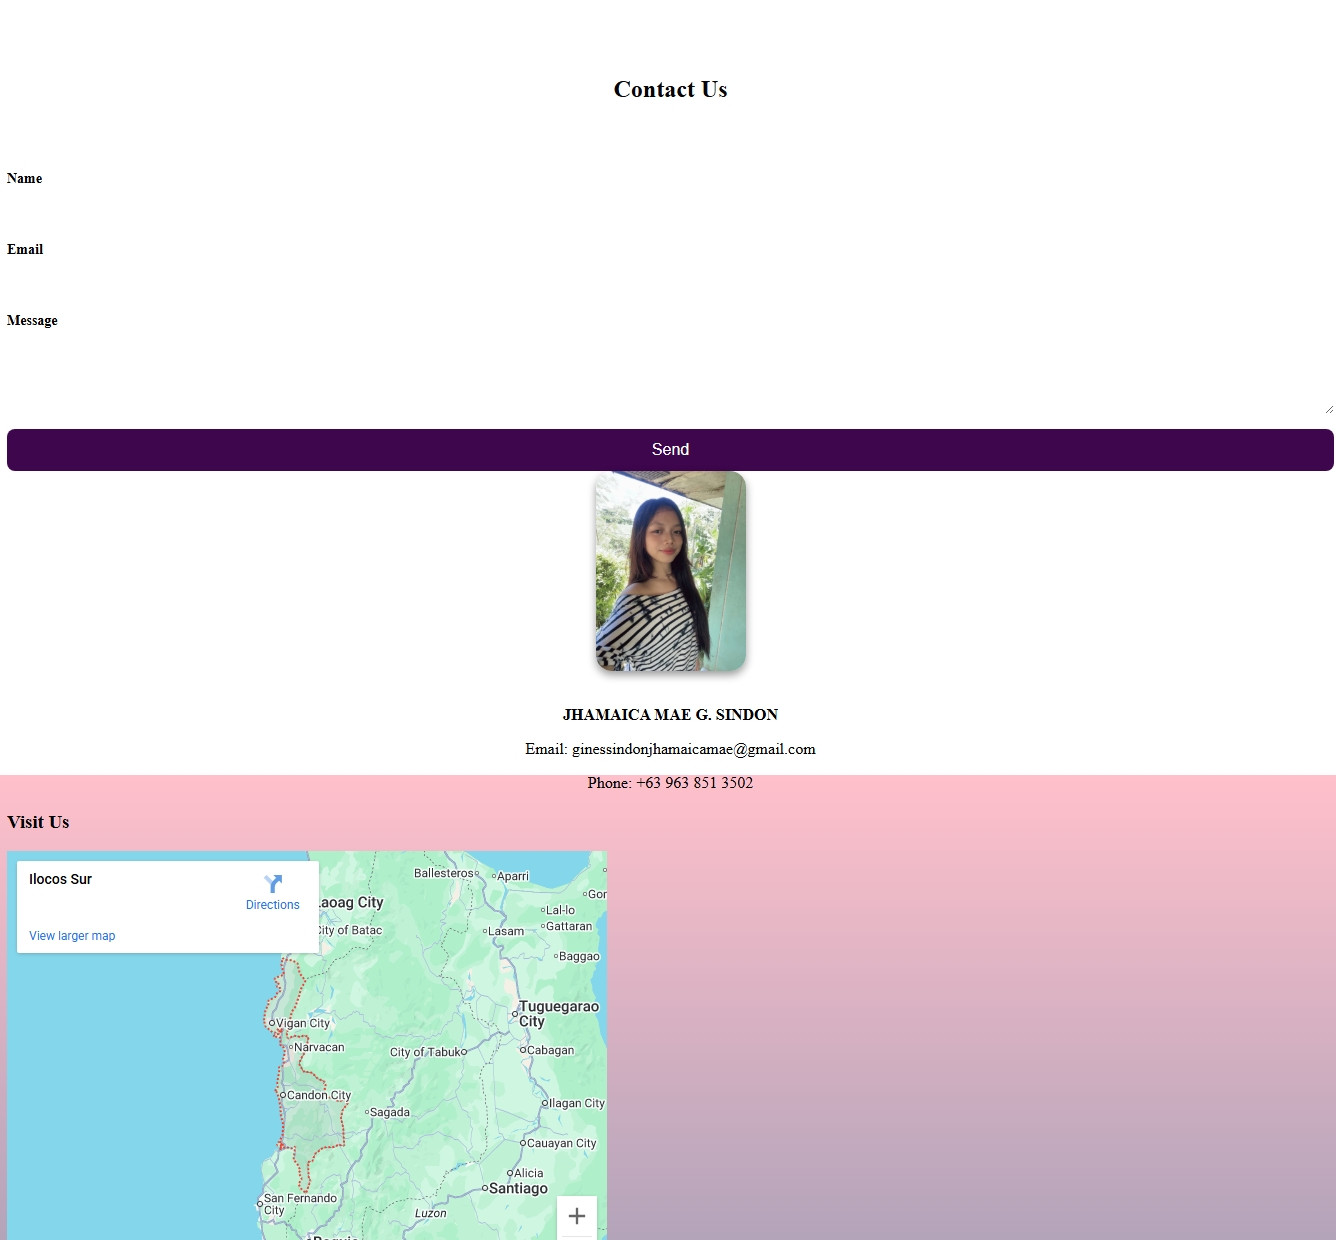 Contact Us
Name
Email
Message
Send
JHAMAICA MAE G. SINDON
Email: ginessindonjhamaicamae@gmail.com
Phone: +63 963 851 3502
Visit Us
Ilocos Sur
Directions
View larger map
Ballesteros
Aparri
Gor
Laoag City
Lal-lo
City of Batac
Lasam
Gattaran
Baggao
Tuguegarao
City
Vigan City
Narvacan
City of Tabuk
Cabagan
Candon City
Ilagan City
Sagada
Cauayan City
Alicia
Santiago
San Fernando
City
Luzon
Baguio